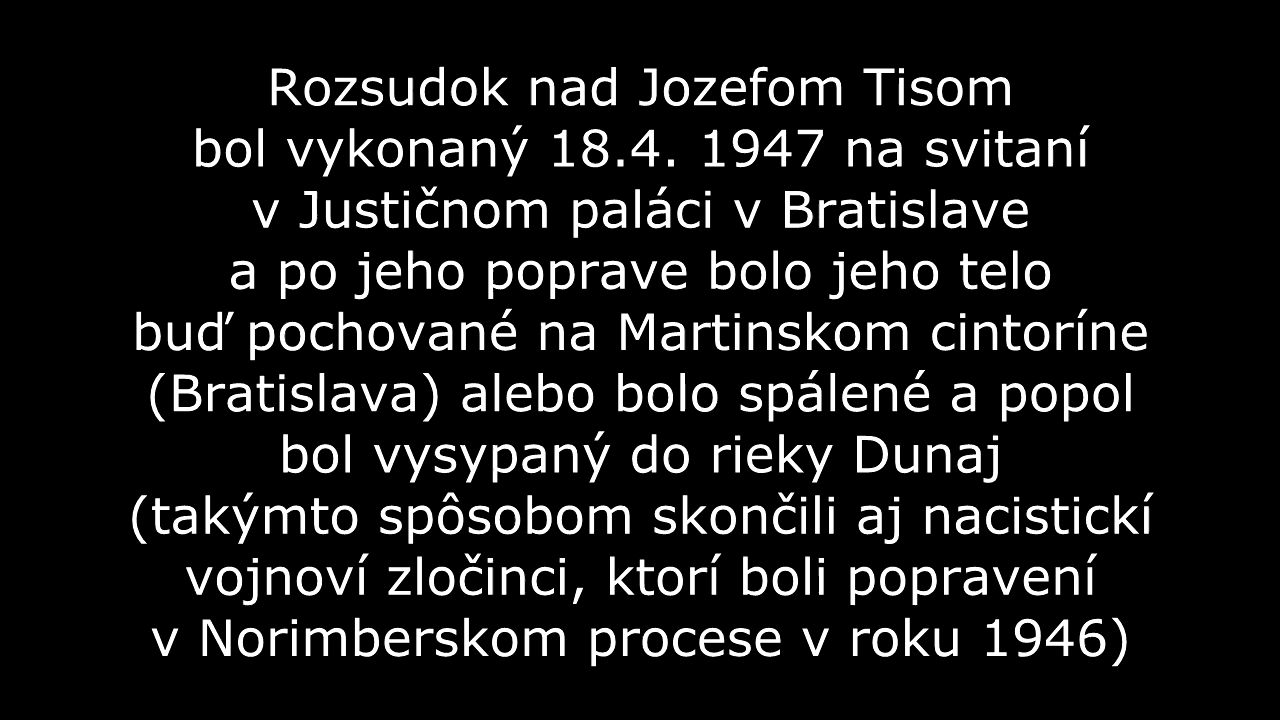 Rozsudok nad Jozefom Tisom
bol vykonaný 18.4. 1947 na svitaní
v Justičnom paláci v Bratislave
a po jeho poprave bolo jeho telo
buď pochované na Martinskom cintoríne
(Bratislava) alebo bolo spálené a popol
bol vysypaný do rieky Dunaj
(takýmto spôsobom skončili aj nacistickí
vojnoví zločinci, ktorí boli popravení
v Norimberskom procese v roku 1946)